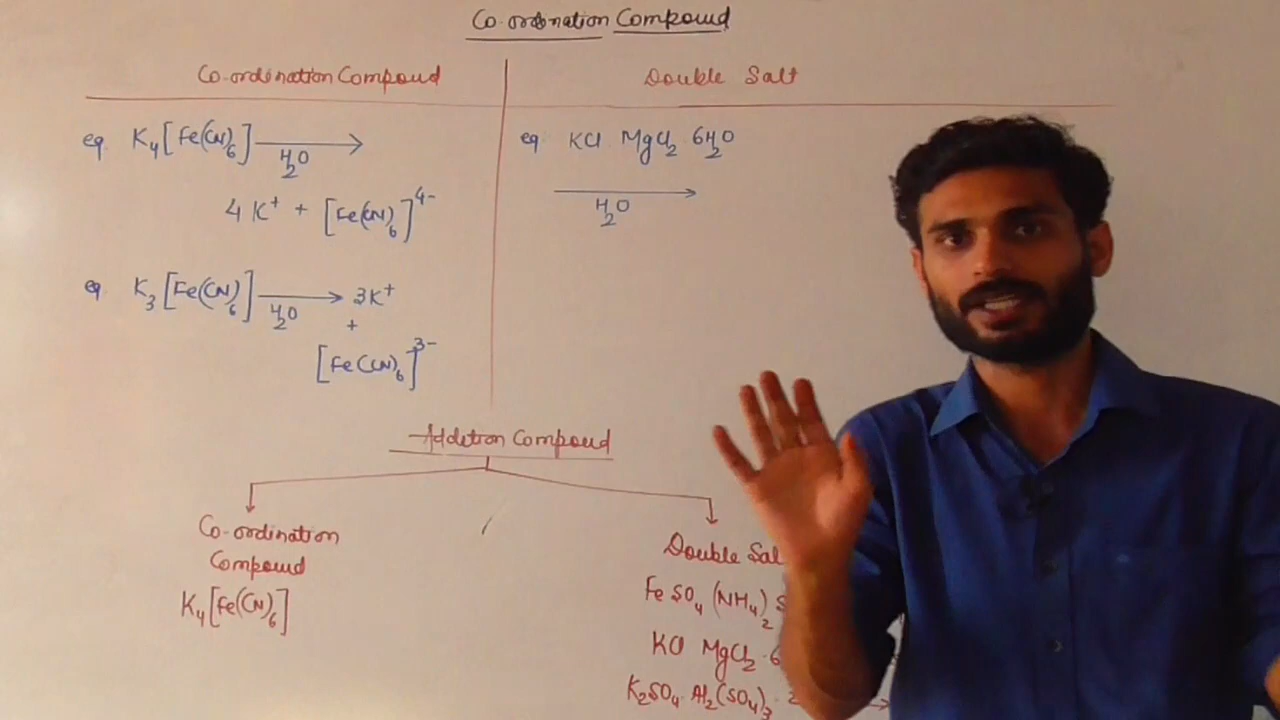 Co-ordination Compound
Co-ordination Compound
Double Salt
eq K₄[Fe(CN)₆] →
H₂O
4K⁺ + [Fe(CN)₆]⁴⁻
eq K₃[Fe(CN)₆] → 3K⁺
H₂O
+
[Fe(CN)₆]³⁻
eq KCl MgCl₂ 6H₂O
→
H₂O
Addition Compound
Co-ordination
Compound
K₄[Fe(CN)₆]
Double Sal
FeSO₄ (NH₄)₂ S
KCl MgCl₂·6
K₂SO₄·Al₂(SO₄)₃·2